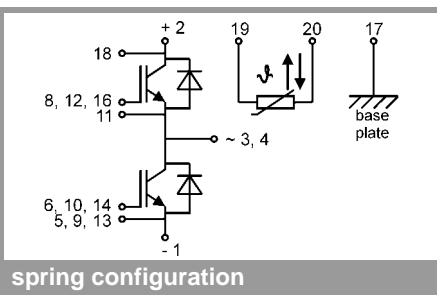 + 2
19
20
17
18
8, 12, 16
11
ϑ
base
plate
~ 3, 4
6, 10, 14
5, 9, 13
- 1
spring configuration